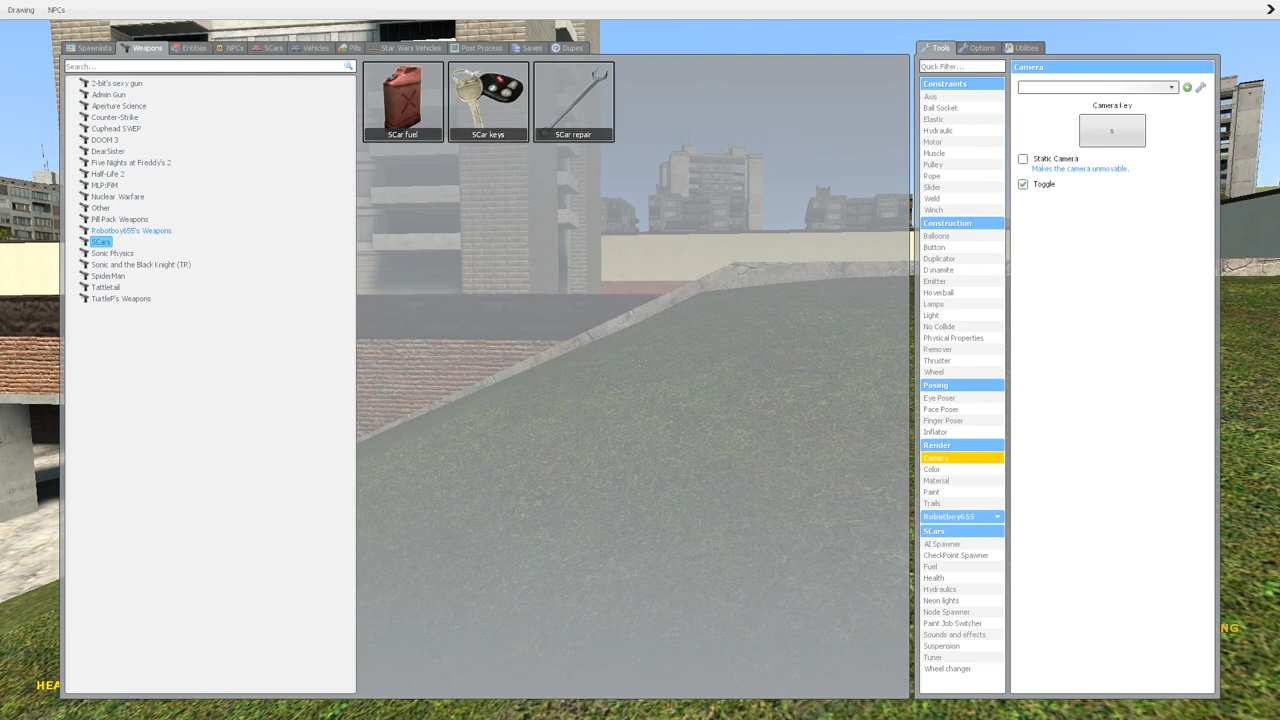 Drawing NPCs
Spawnlists Weapons Entities NPCs SCars Vehicles Pills Star Wars Vehicles Post Process Saves Dupes
Search...
2-bit's sexy gun
Admin Gun
Aperture Science
Counter-Strike
Cuphead SWEP
DOOM 3
DearSister
Five Nights at Freddy's 2
Half-Life 2
MLP:FiM
Nuclear Warfare
Other
Pill Pack Weapons
Robotboy655's Weapons
SCars
Sonic Physics
Sonic and the Black Knight (TR)
SpiderMan
Tattletail
TurtleP's Weapons
SCar fuel SCar keys SCar repair
Tools Options Utilities
Quick Filter...
Constraints
Axis
Ball Socket
Elastic
Hydraulic
Motor
Muscle
Pulley
Rope
Slider
Weld
Winch
Construction
Balloons
Button
Duplicator
Dynamite
Emitter
Hoverball
Lamps
Light
No Collide
Physical Properties
Remover
Thruster
Wheel
Posing
Eye Poser
Face Poser
Finger Poser
Inflator
Render
Camera
Color
Material
Paint
Trails
Robotboy655
SCars
AI Spawner
CheckPoint Spawner
Fuel
Health
Hydraulics
Neon lights
Node Spawner
Paint Job Switcher
Sounds and effects
Suspension
Tuner
Wheel changer
Camera
Camera Key
s
Static Camera
Makes the camera unmovable.
Toggle
HEA
NG